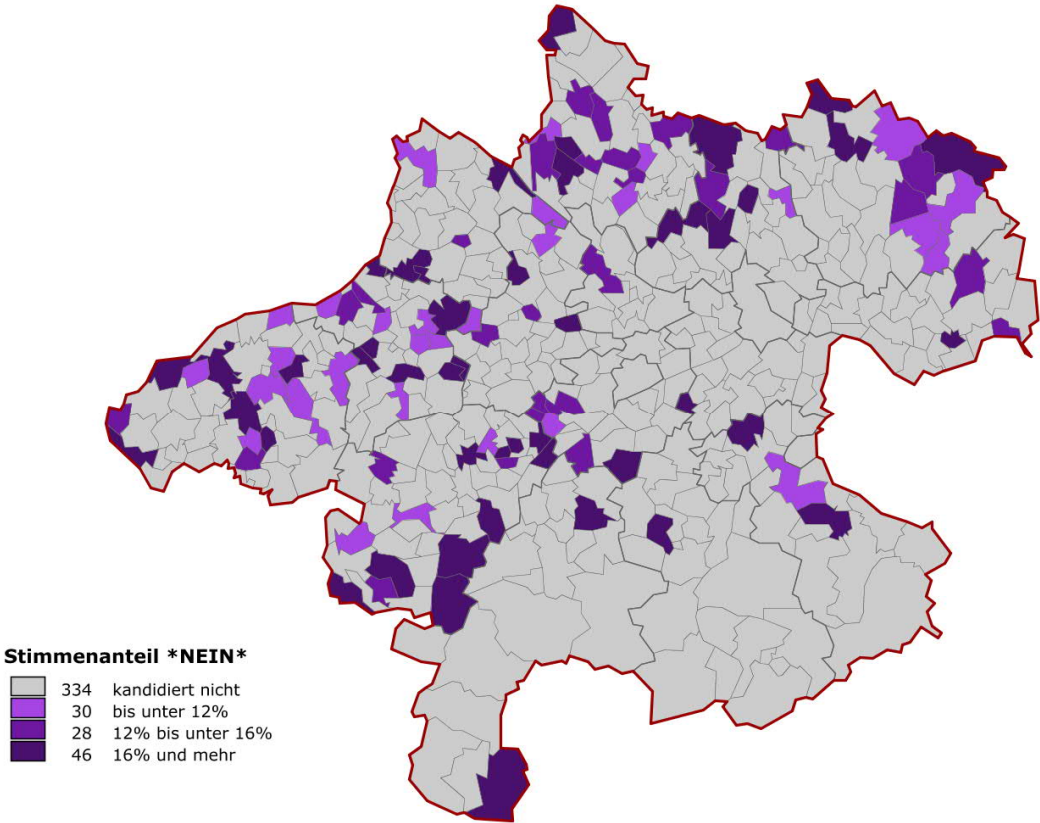 Stimmenanteil *NEIN*
334 kandidiert nicht
30 bis unter 12%
28 12% bis unter 16%
46 16% und mehr